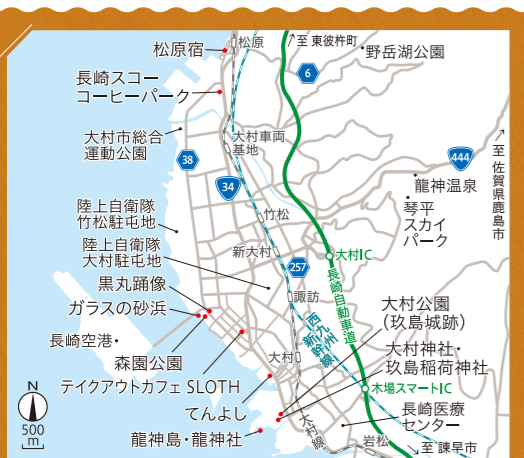 松原宿
松原
至 東彼杵町
野岳湖公園
6
長崎スコー
コーヒーパーク
大村市総合
運動公園
38
大村車両
基地
34
444
至 佐賀県鹿島市
龍神温泉
琴平
スカイ
パーク
竹松
陸上自衛隊
竹松駐屯地
陸上自衛隊
大村駐屯地
新大村
大村IC
257
長崎自動車道
黒丸踊像
ガラスの砂浜
諏訪
大村公園
(玖島城跡)
西九州
新幹線
長崎空港
森園公園
大村神社・
玖島稲荷神社
テイクアウトカフェ SLOTH
大村
木場スマートIC
てんよし
長崎医療
センター
大村線
龍神島・龍神社
岩松
至 諫早市
N
500
m